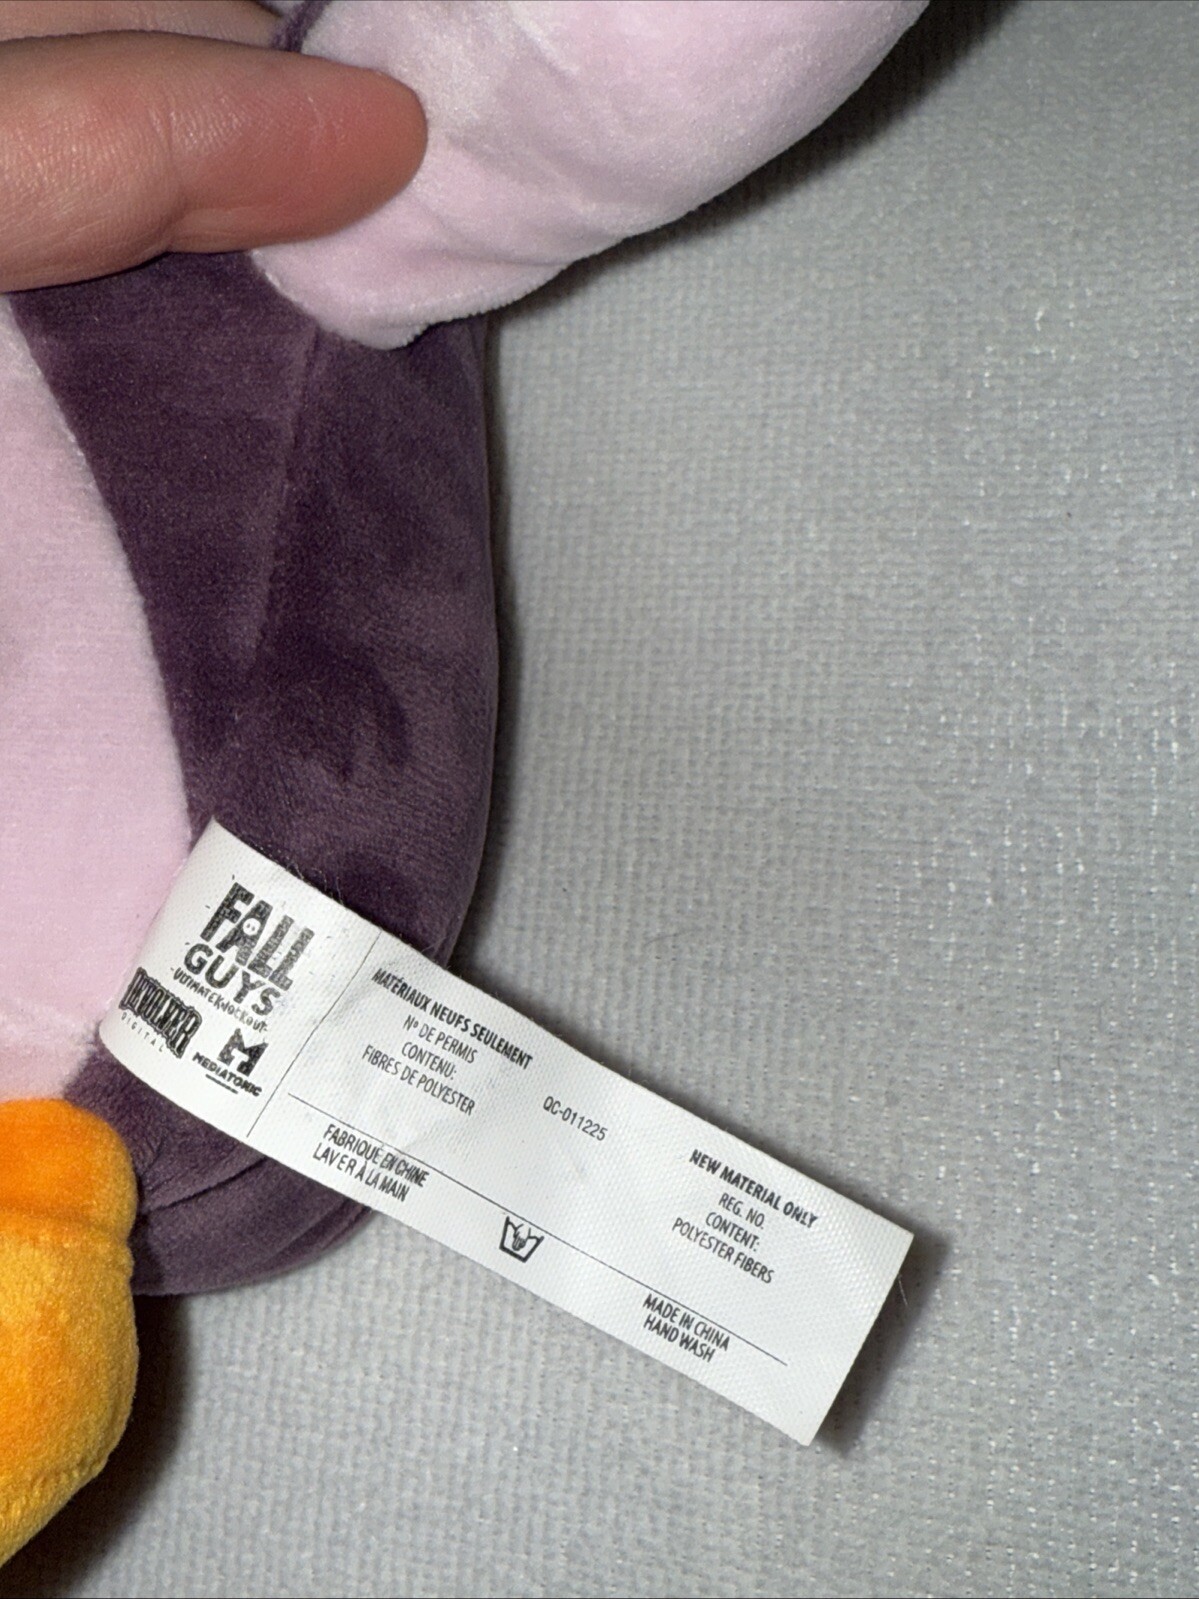 FALL
GUYS
-ULTIMATE KNOCKOUT-
DEVOLVER
DIGITAL
MEDIATONIC
MATÉRIAUX NEUFS SEULEMENT
Nº DE PERMIS
CONTENU:
FIBRES DE POLYESTER
QC-011225
NEW MATERIAL ONLY
REG. NO.
CONTENT:
POLYESTER FIBERS
FABRIQUÉ EN CHINE
LAVER À LA MAIN
MADE IN CHINA
HAND WASH